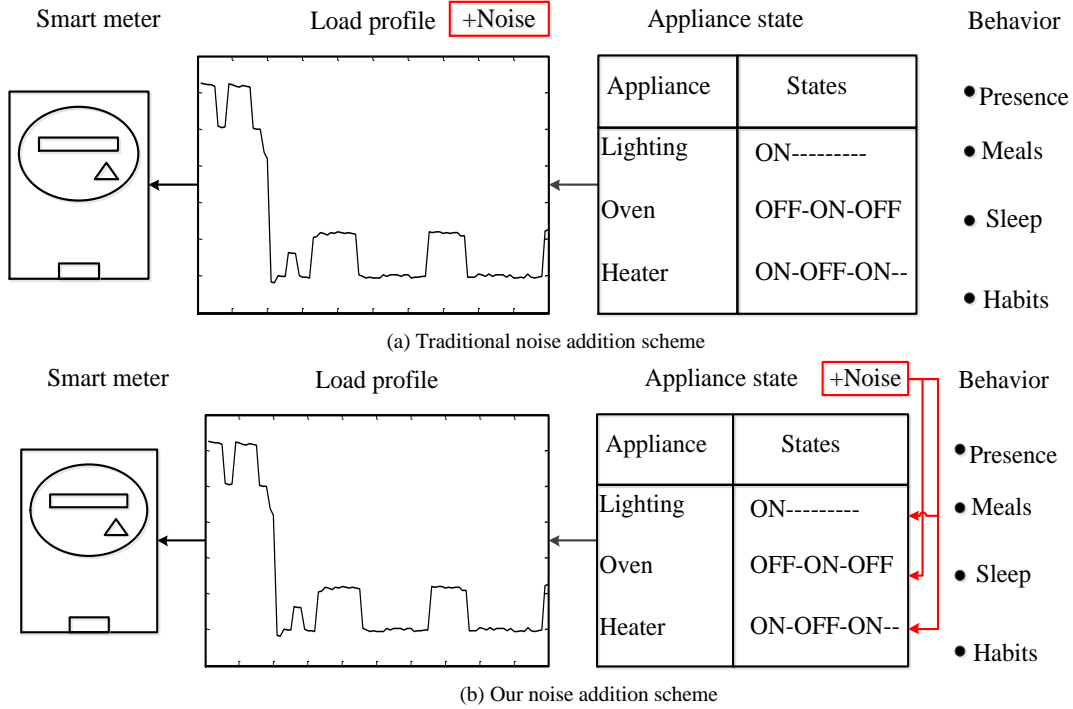 Smart meter Load profile +Noise Appliance state Behavior
Appliance States
Presence
Lighting ON---------
Meals
Oven OFF-ON-OFF
Sleep
Heater ON-OFF-ON--
Habits
(a) Traditional noise addition scheme
Smart meter Load profile Appliance state +Noise Behavior
Appliance States
Presence
Lighting ON---------
Meals
Oven OFF-ON-OFF
Sleep
Heater ON-OFF-ON--
Habits
(b) Our noise addition scheme